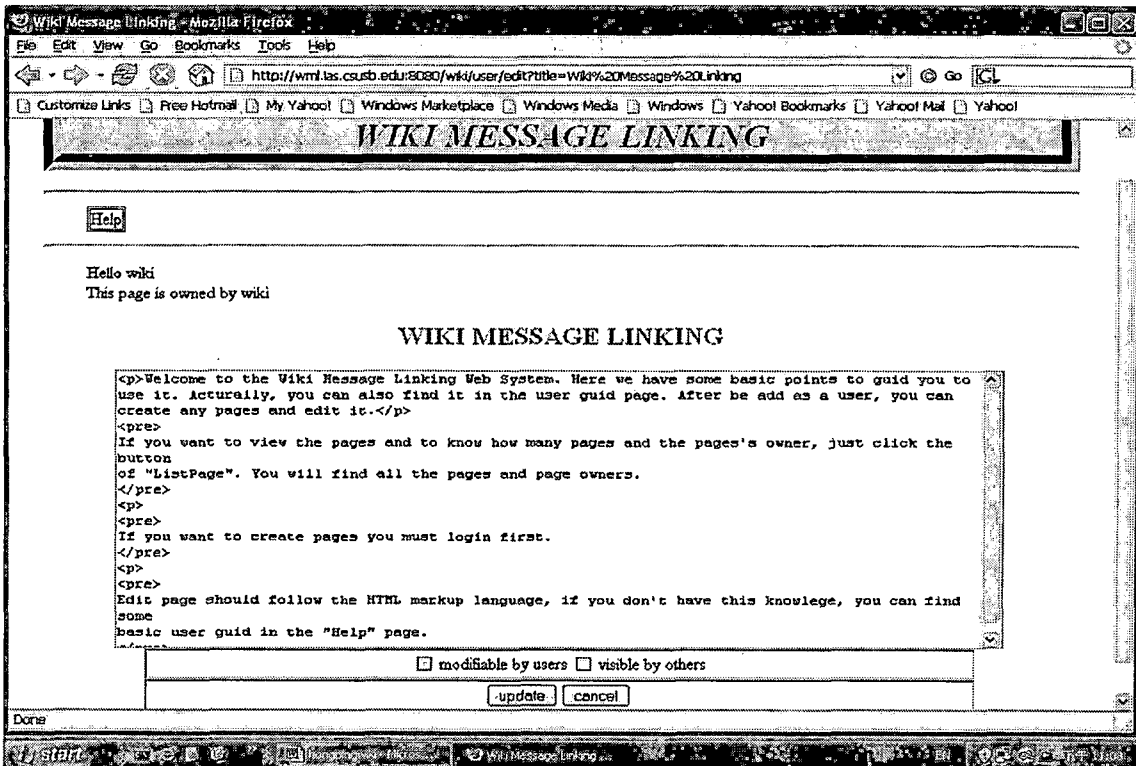 Wiki Message Linking - Mozilla Firefox
File Edit View Go Bookmarks Tools Help
http://wml.ias.csusb.edu:8080/wiki/user/edit?title=Wiki%20Message%20Linking Go
Customize Links Free Hotmail My Yahoo! Windows Marketplace Windows Media Windows Yahoo! Bookmarks Yahoo! Mail Yahoo!
WIKI MESSAGE LINKING
Help
Hello wiki
This page is owned by wiki
WIKI MESSAGE LINKING
<p>Welcome to the Wiki Message Linking Web System. Here we have some basic points to guid you to
use it. Acturally, you can also find it in the user guid page. After be add as a user, you can
create any pages and edit it.</p>
<pre>
If you want to view the pages and to know how many pages and the pages's owner, just click the
button
of "ListPage". You will find all the pages and page owners.
</pre>
<p>
<pre>
If you want to create pages you must login first.
</pre>
<p>
<pre>
Edit page should follow the HTML markup language, if you don't have this knowlege, you can find
some
basic user guid in the "Help" page.
modifiable by users visible by others
update cancel
Done
start Wiki Message Linking EN